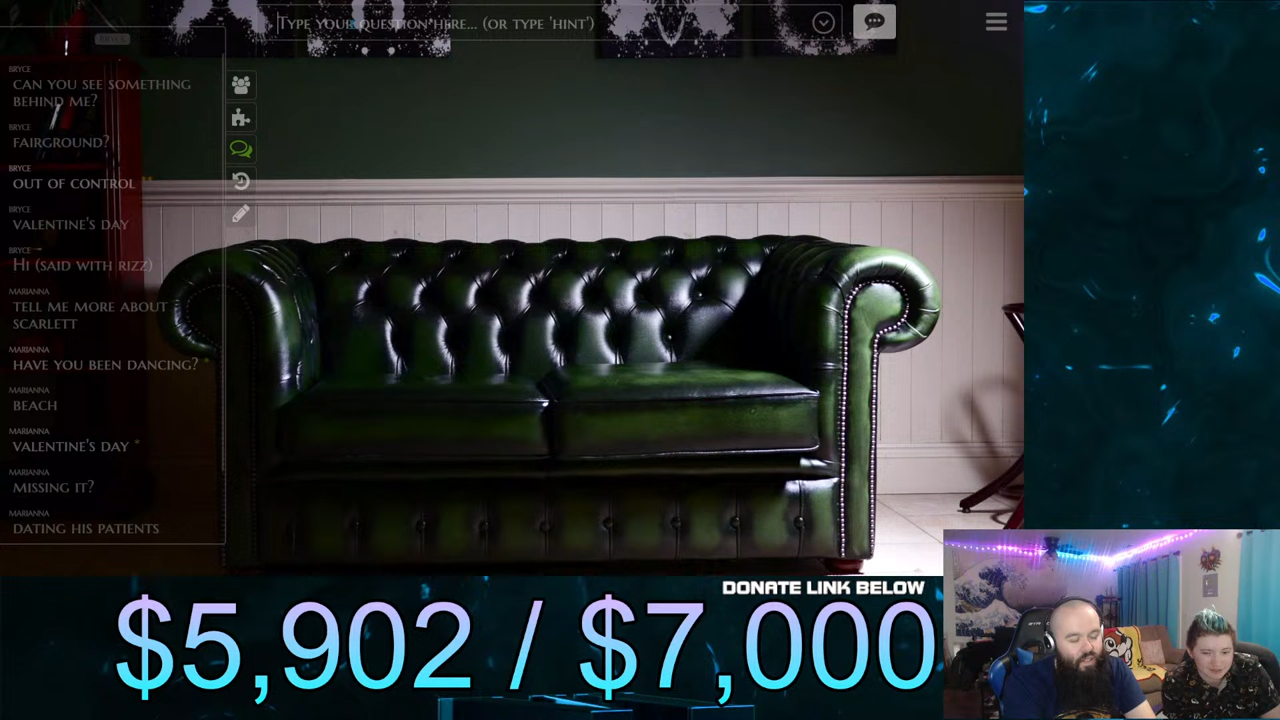 Type your question here... (or type 'hint')
!
BRYCE
BRYCE
CAN YOU SEE SOMETHING
BEHIND ME?
BRYCE
FAIRGROUND?
BRYCE
OUT OF CONTROL
BRYCE
VALENTINE'S DAY
BRYCE
HI (SAID WITH RIZZ)
MARIANNA
TELL ME MORE ABOUT
SCARLETT
MARIANNA
HAVE YOU BEEN DANCING?
MARIANNA
BEACH
MARIANNA
VALENTINE'S DAY *
MARIANNA
MISSING IT?
MARIANNA
DATING HIS PATIENTS
DONATE LINK BELOW
$5,902 / $7,000